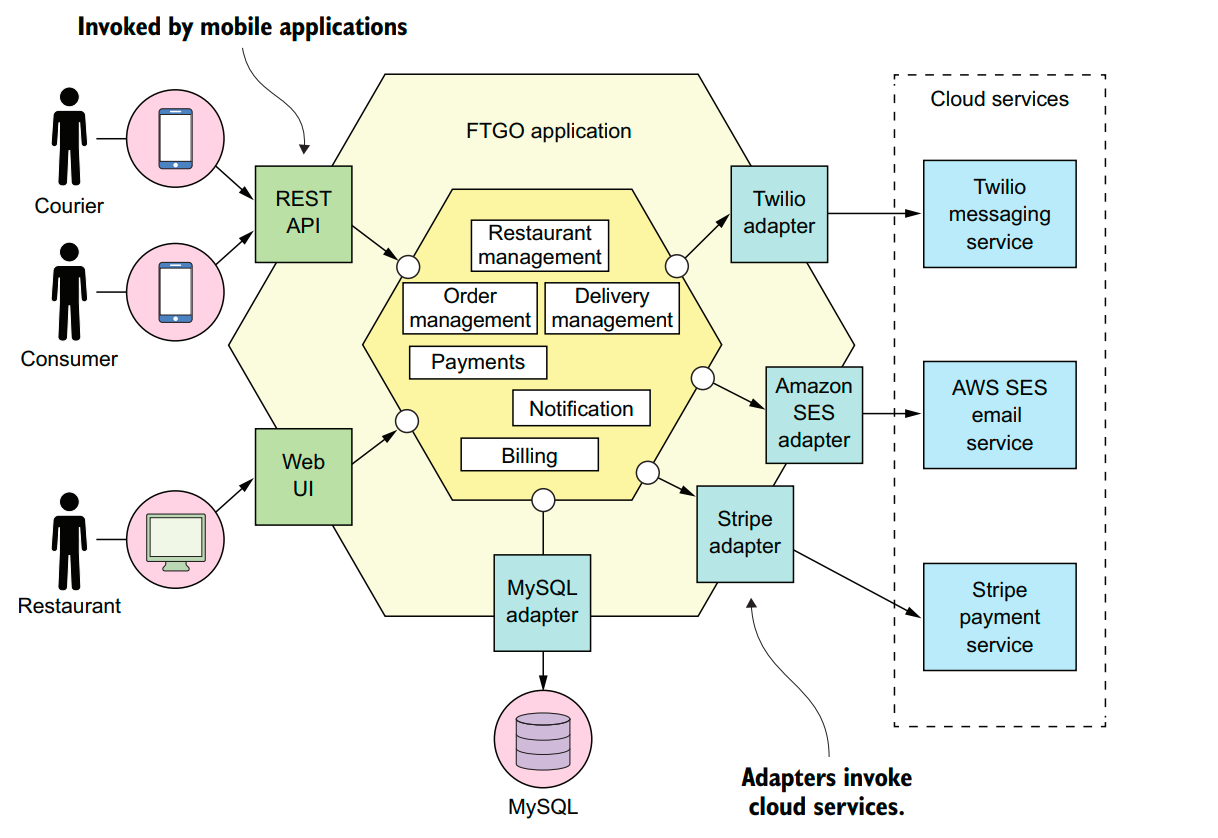 Invoked by mobile applications
Courier
Consumer
Restaurant
REST
API
Web
UI
FTGO application
Restaurant
management
Order
management
Delivery
management
Payments
Notification
Billing
Twilio
adapter
Amazon
SES
adapter
Stripe
adapter
MySQL
adapter
MySQL
Cloud services
Twilio
messaging
service
AWS SES
email
service
Stripe
payment
service
Adapters invoke
cloud services.